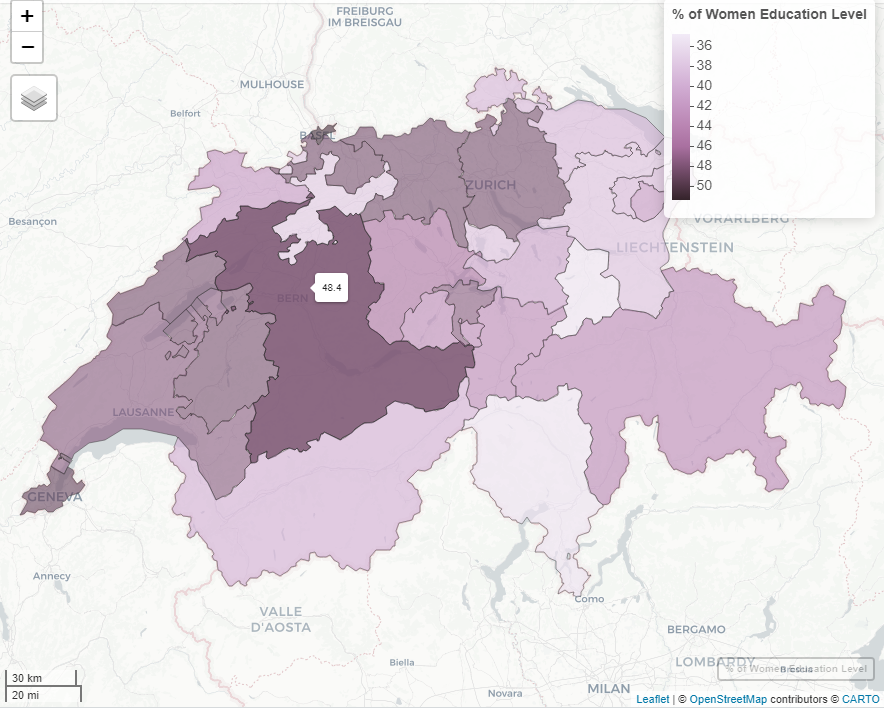 +
−
FREIBURG
IM BREISGAU
% of Women Education Level
36
38
40
42
44
46
48
50
MULHOUSE
Belfort
BASEL
ZURICH
Besançon
VORARLBERG
LIECHTENSTEIN
BERN
48.4
LAUSANNE
GENEVA
Annecy
Como
VALLE
D'AOSTA
BERGAMO
Biella
LOMBARDY
% of Women Education Level
Brescia
30 km
20 mi
Novara
MILAN
Leaflet | © OpenStreetMap contributors © CARTO